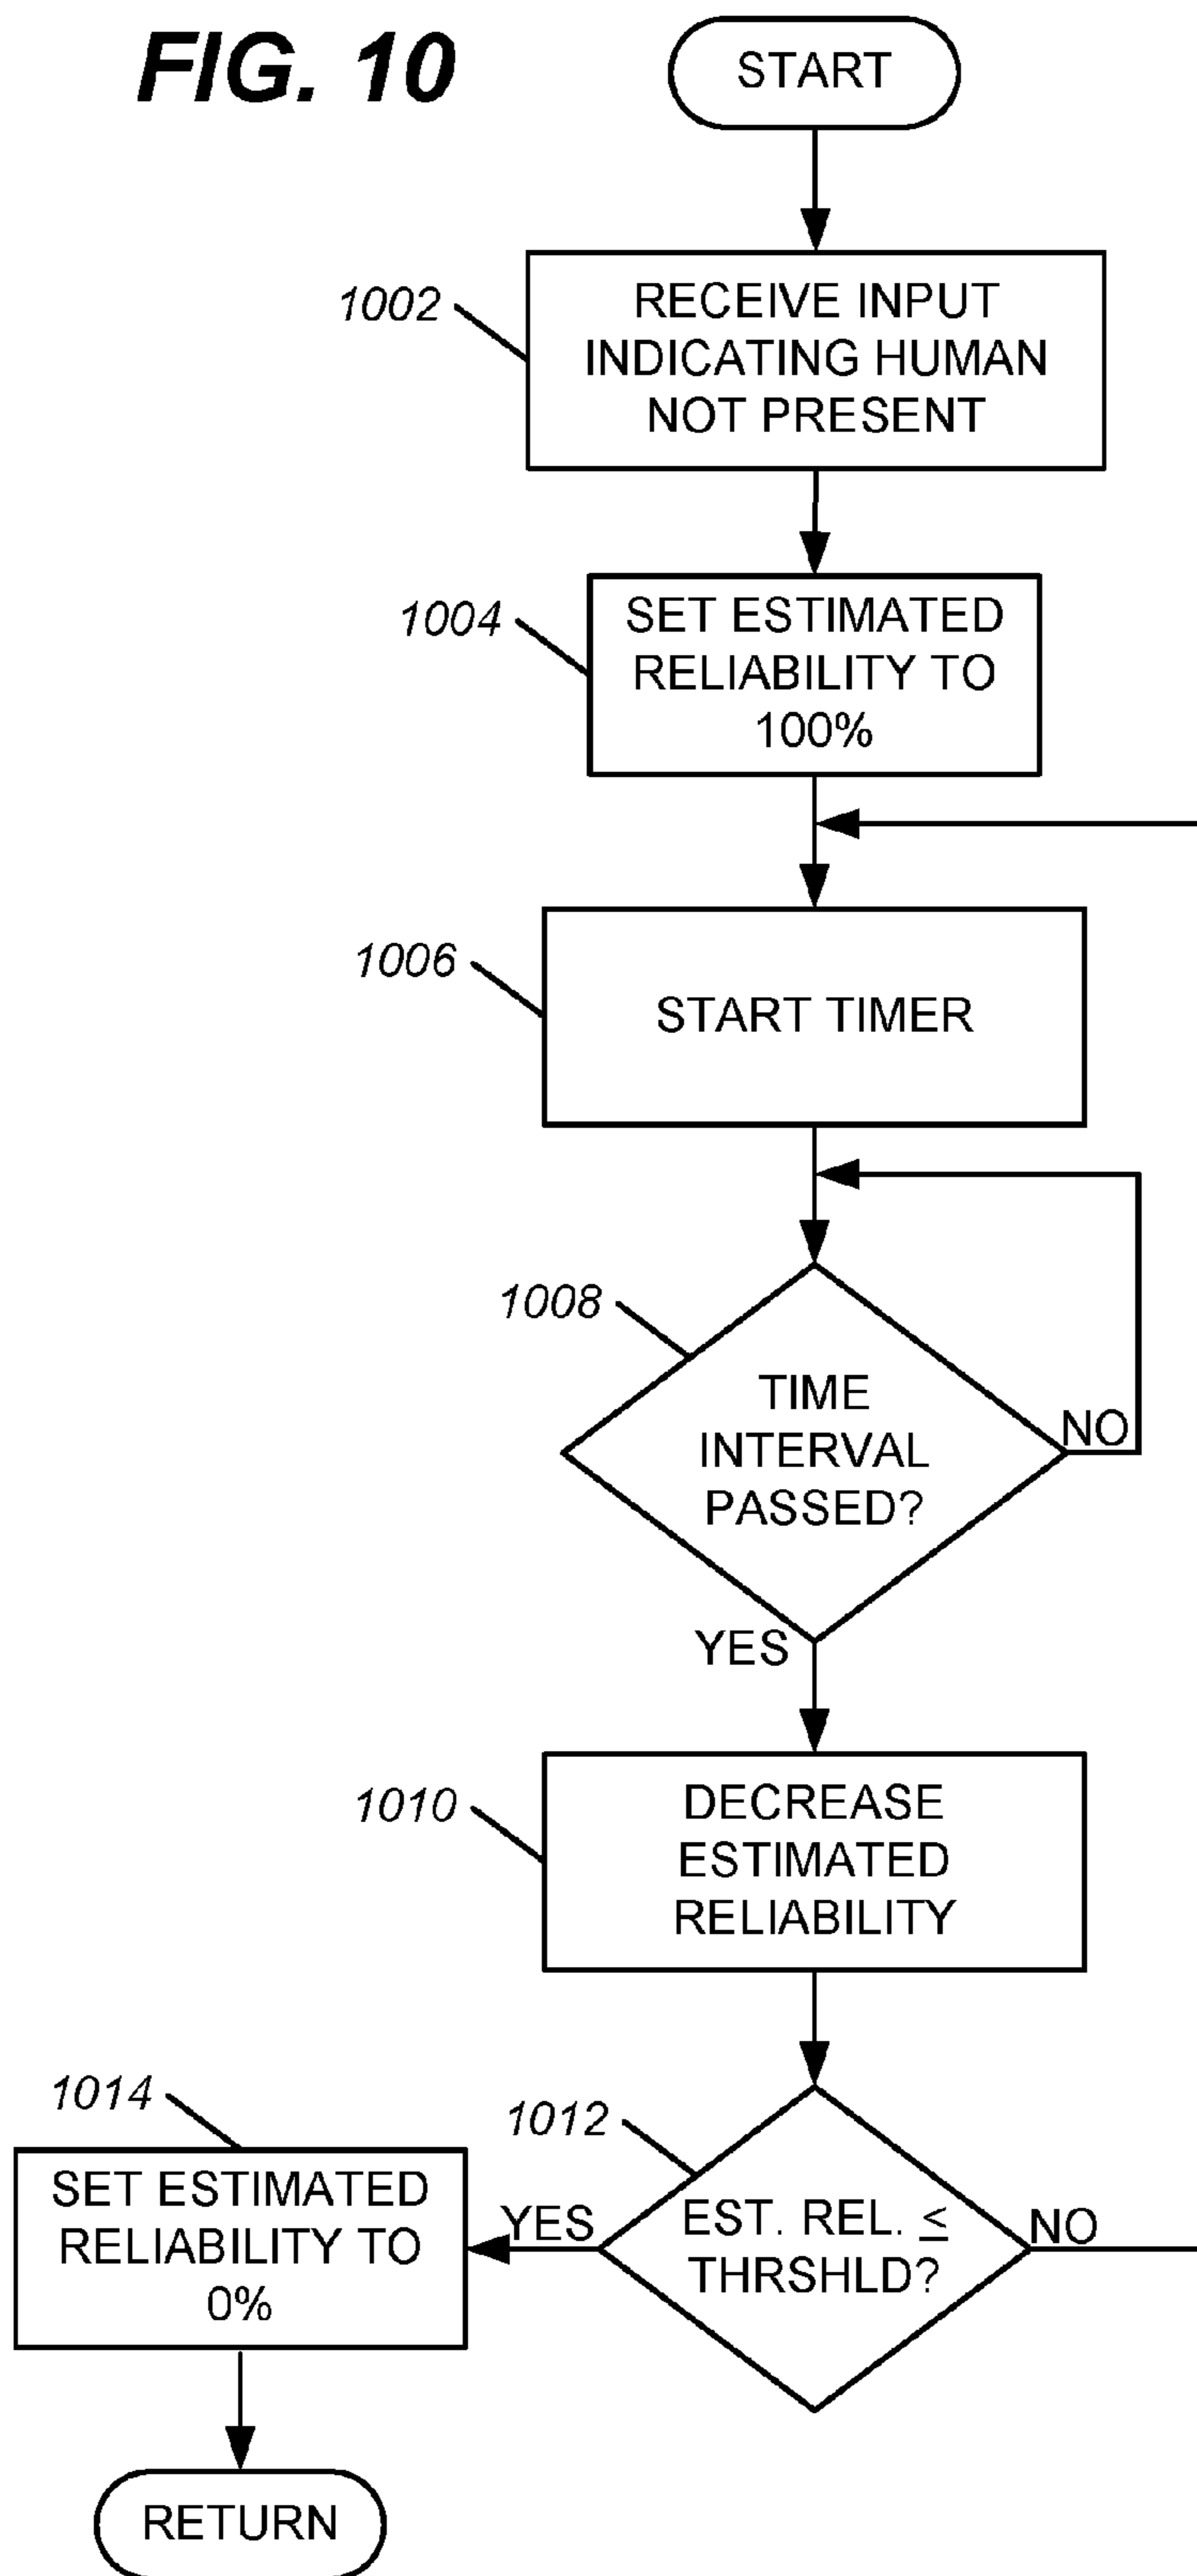 FIG. 10
START
1002
RECEIVE INPUT
INDICATING HUMAN
NOT PRESENT
1004
SET ESTIMATED
RELIABILITY TO
100%
1006
START TIMER
1008
TIME
INTERVAL
PASSED?
NO
YES
1010
DECREASE
ESTIMATED
RELIABILITY
1012
EST. REL. ≤
THRSHLD?
NO
YES
1014
SET ESTIMATED
RELIABILITY TO
0%
RETURN